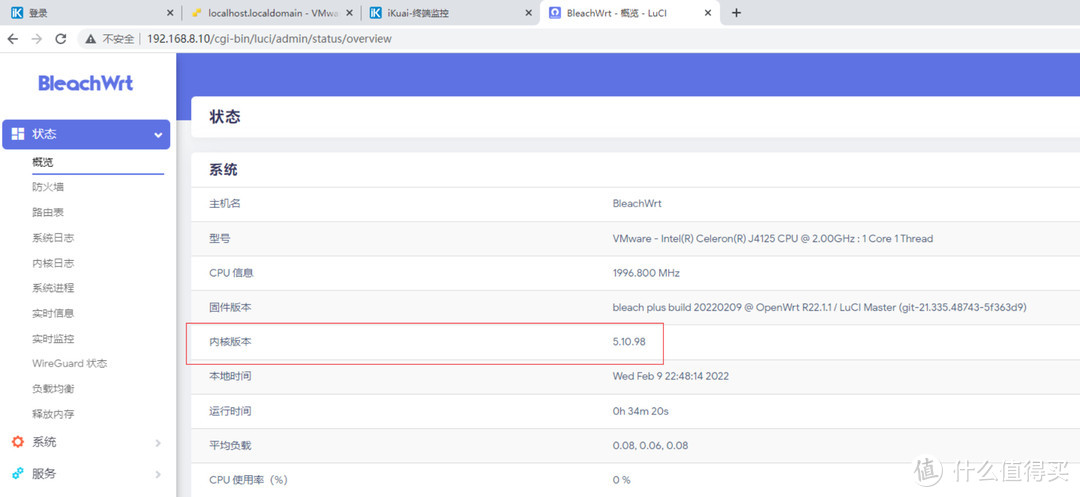 登录
localhost.localdomain - VMwa
iKuai-终端监控
BleachWrt - 概览 - LuCI
不安全 192.168.8.10/cgi-bin/luci/admin/status/overview
BleachWrt
状态
概览
防火墙
路由表
系统日志
内核日志
系统进程
实时信息
实时监控
WireGuard 状态
负载均衡
释放内存
系统
服务
状态
系统
主机名 BleachWrt
型号 VMware - Intel(R) Celeron(R) J4125 CPU @ 2.00GHz : 1 Core 1 Thread
CPU 信息 1996.800 MHz
固件版本 bleach plus build 20220209 @ OpenWrt R22.1.1 / LuCI Master (git-21.335.48743-5f363d9)
内核版本 5.10.98
本地时间 Wed Feb 9 22:48:14 2022
运行时间 0h 34m 20s
平均负载 0.08, 0.06, 0.08
CPU 使用率（%） 0 %
值 什么值得买